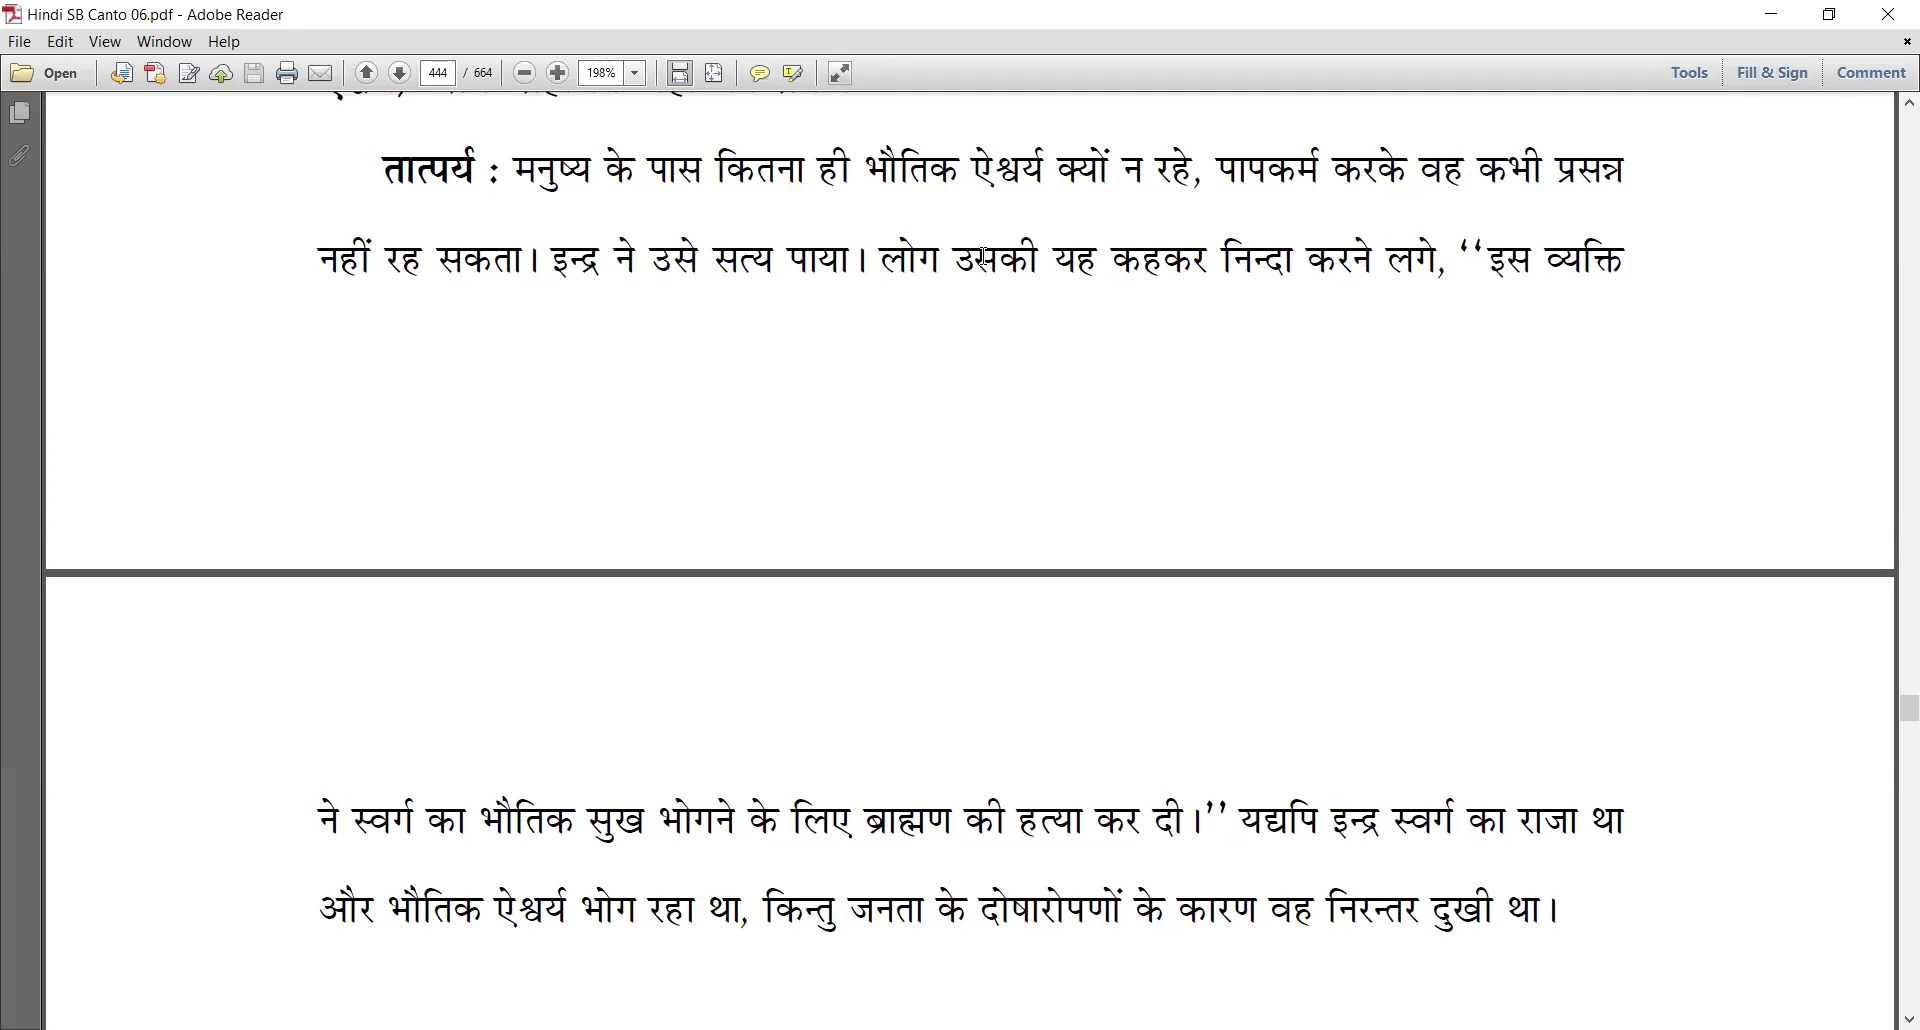 Hindi SB Canto 06.pdf - Adobe Reader
File Edit View Window Help
Open 444 / 664 198% Tools Fill & Sign Comment
तात्पर्य : मनुष्य के पास कितना ही भौतिक ऐश्वर्य क्यों न रहे, पापकर्म करके वह कभी प्रसन्न
नहीं रह सकता। इन्द्र ने उसे सत्य पाया। लोग उसकी यह कहकर निन्दा करने लगे, ‘‘इस व्यक्ति
ने स्वर्ग का भौतिक सुख भोगने के लिए ब्राह्मण की हत्या कर दी।’’ यद्यपि इन्द्र स्वर्ग का राजा था
और भौतिक ऐश्वर्य भोग रहा था, किन्तु जनता के दोषारोपणों के कारण वह निरन्तर दुखी था।